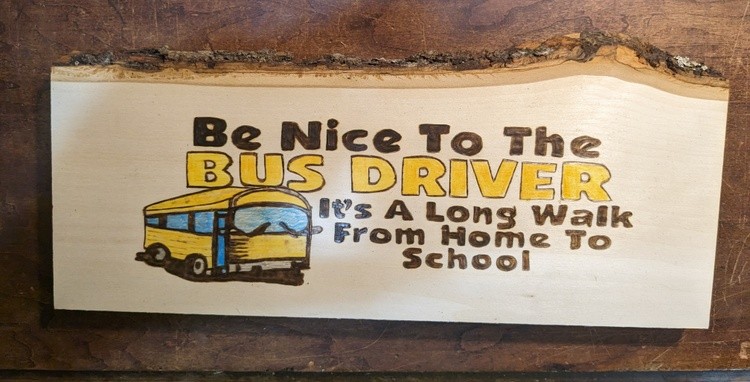 Be Nice To The
BUS DRIVER
It's A Long Walk
From Home To
School